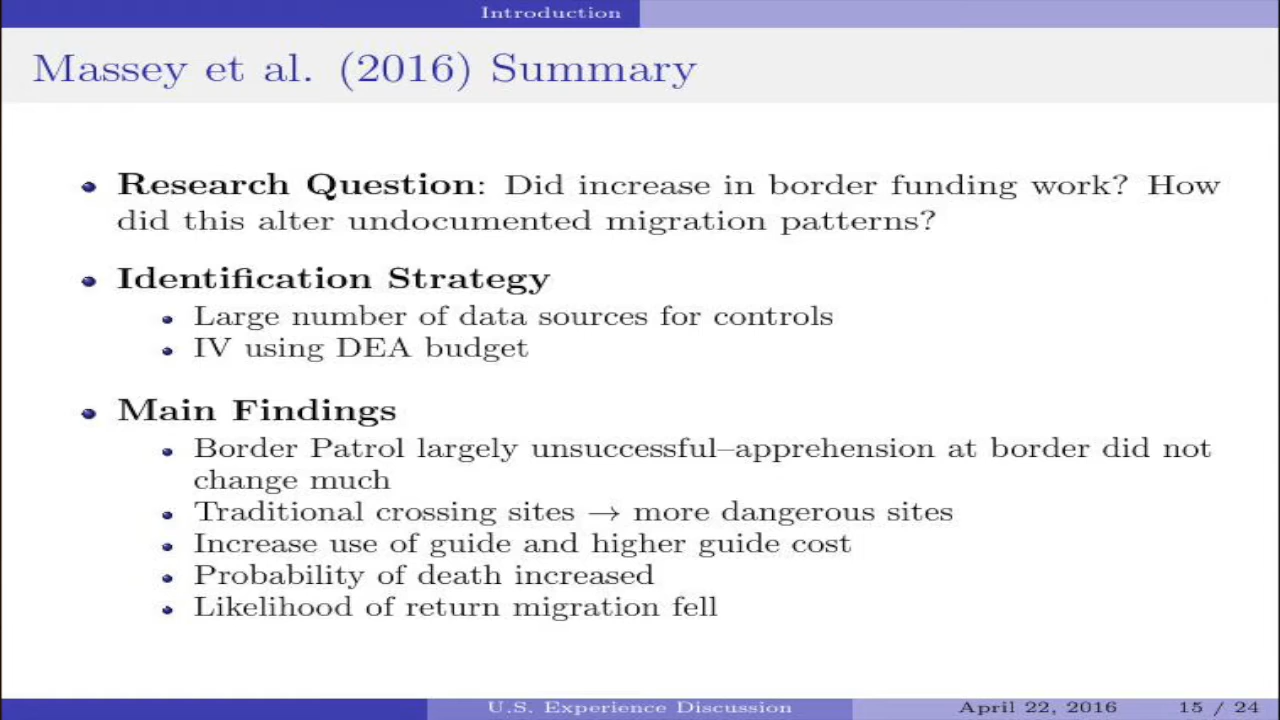 Introduction
Massey et al. (2016) Summary
• Research Question: Did increase in border funding work? How
did this alter undocumented migration patterns?
• Identification Strategy
• Large number of data sources for controls
• IV using DEA budget
• Main Findings
• Border Patrol largely unsuccessful–apprehension at border did not
change much
• Traditional crossing sites → more dangerous sites
• Increase use of guide and higher guide cost
• Probability of death increased
• Likelihood of return migration fell
U.S. Experience Discussion April 22, 2016 15 / 24